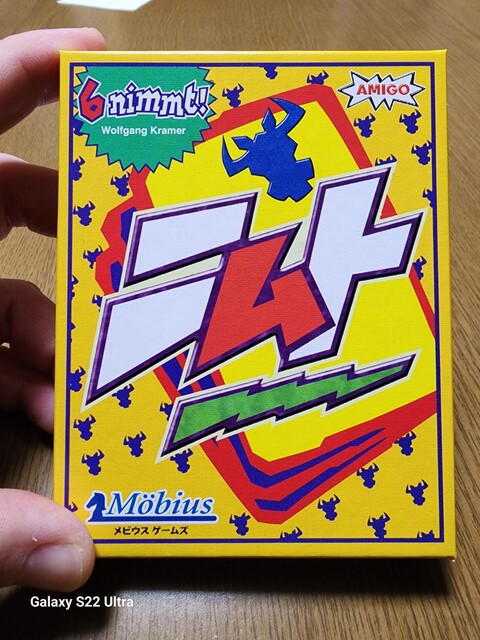 6 nimmt!
Wolfgang Kramer
AMIGO
ニムト
Möbius
メビウス ゲームズ
Galaxy S22 Ultra